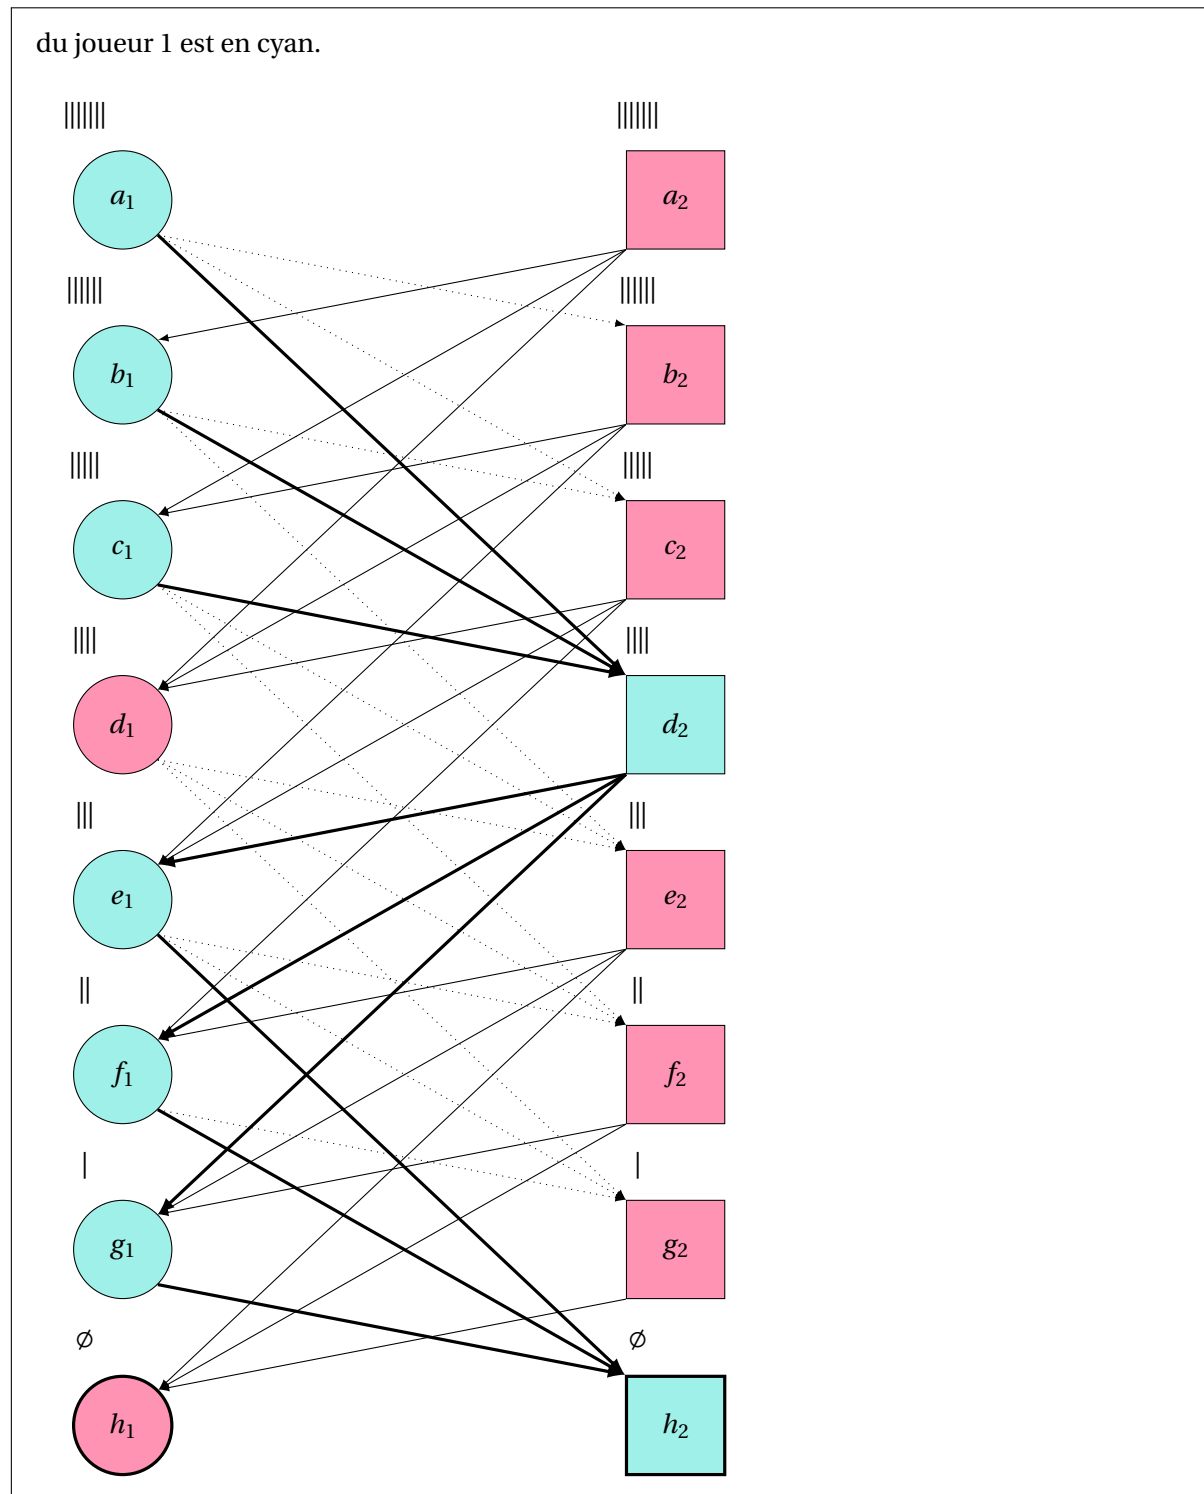 du joueur 1 est en cyan.
||||||| |||||||
a₁ a₂
|||||| ||||||
b₁ b₂
||||| |||||
c₁ c₂
|||| ||||
d₁ d₂
||| |||
e₁ e₂
|| ||
f₁ f₂
| |
g₁ g₂
∅ ∅
h₁ h₂